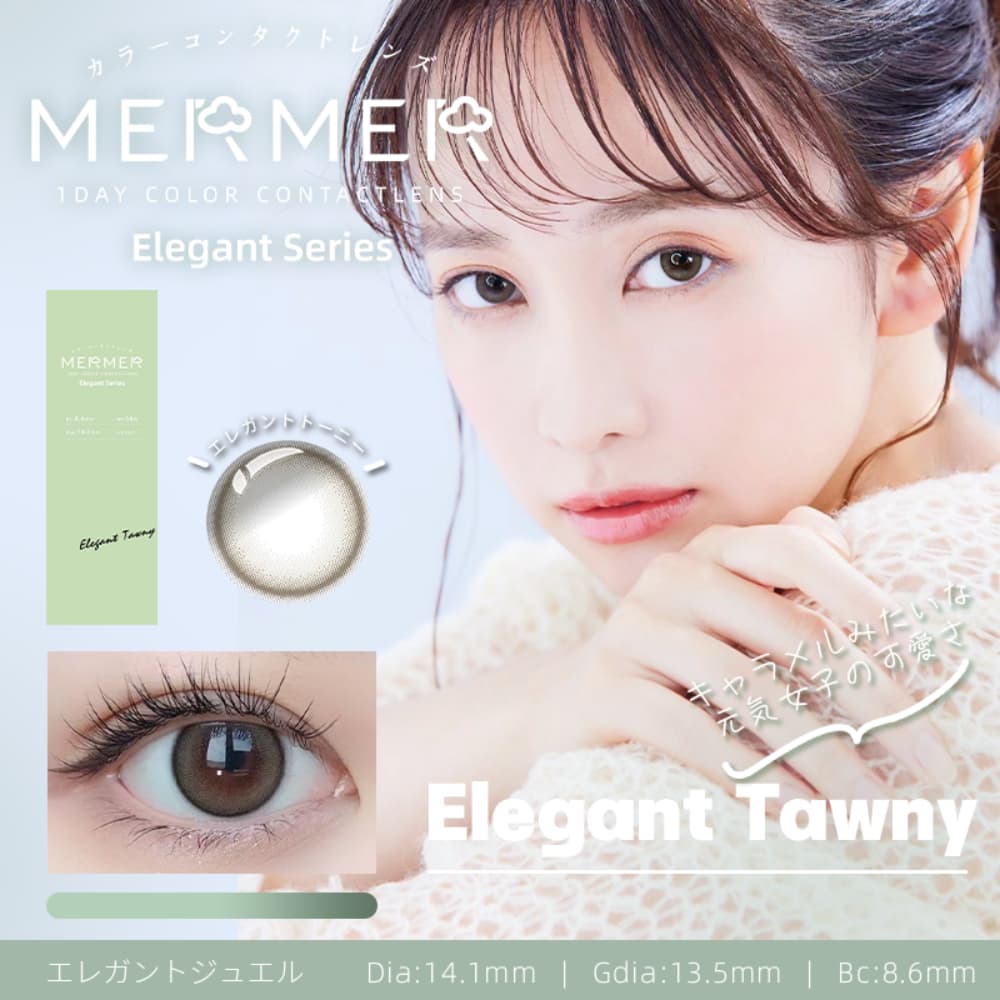 カラーコンタクトレンズ
MERMER
1DAY COLOR CONTACTLENS
Elegant Series
MERMER
Elegant Series
Elegant Tawny
エレガントトーニー
キャラメルみたいな
元気女子のす愛さ
Elegant Tawny
エレガントジュエル Dia:14.1mm | Gdia:13.5mm | Bc:8.6mm